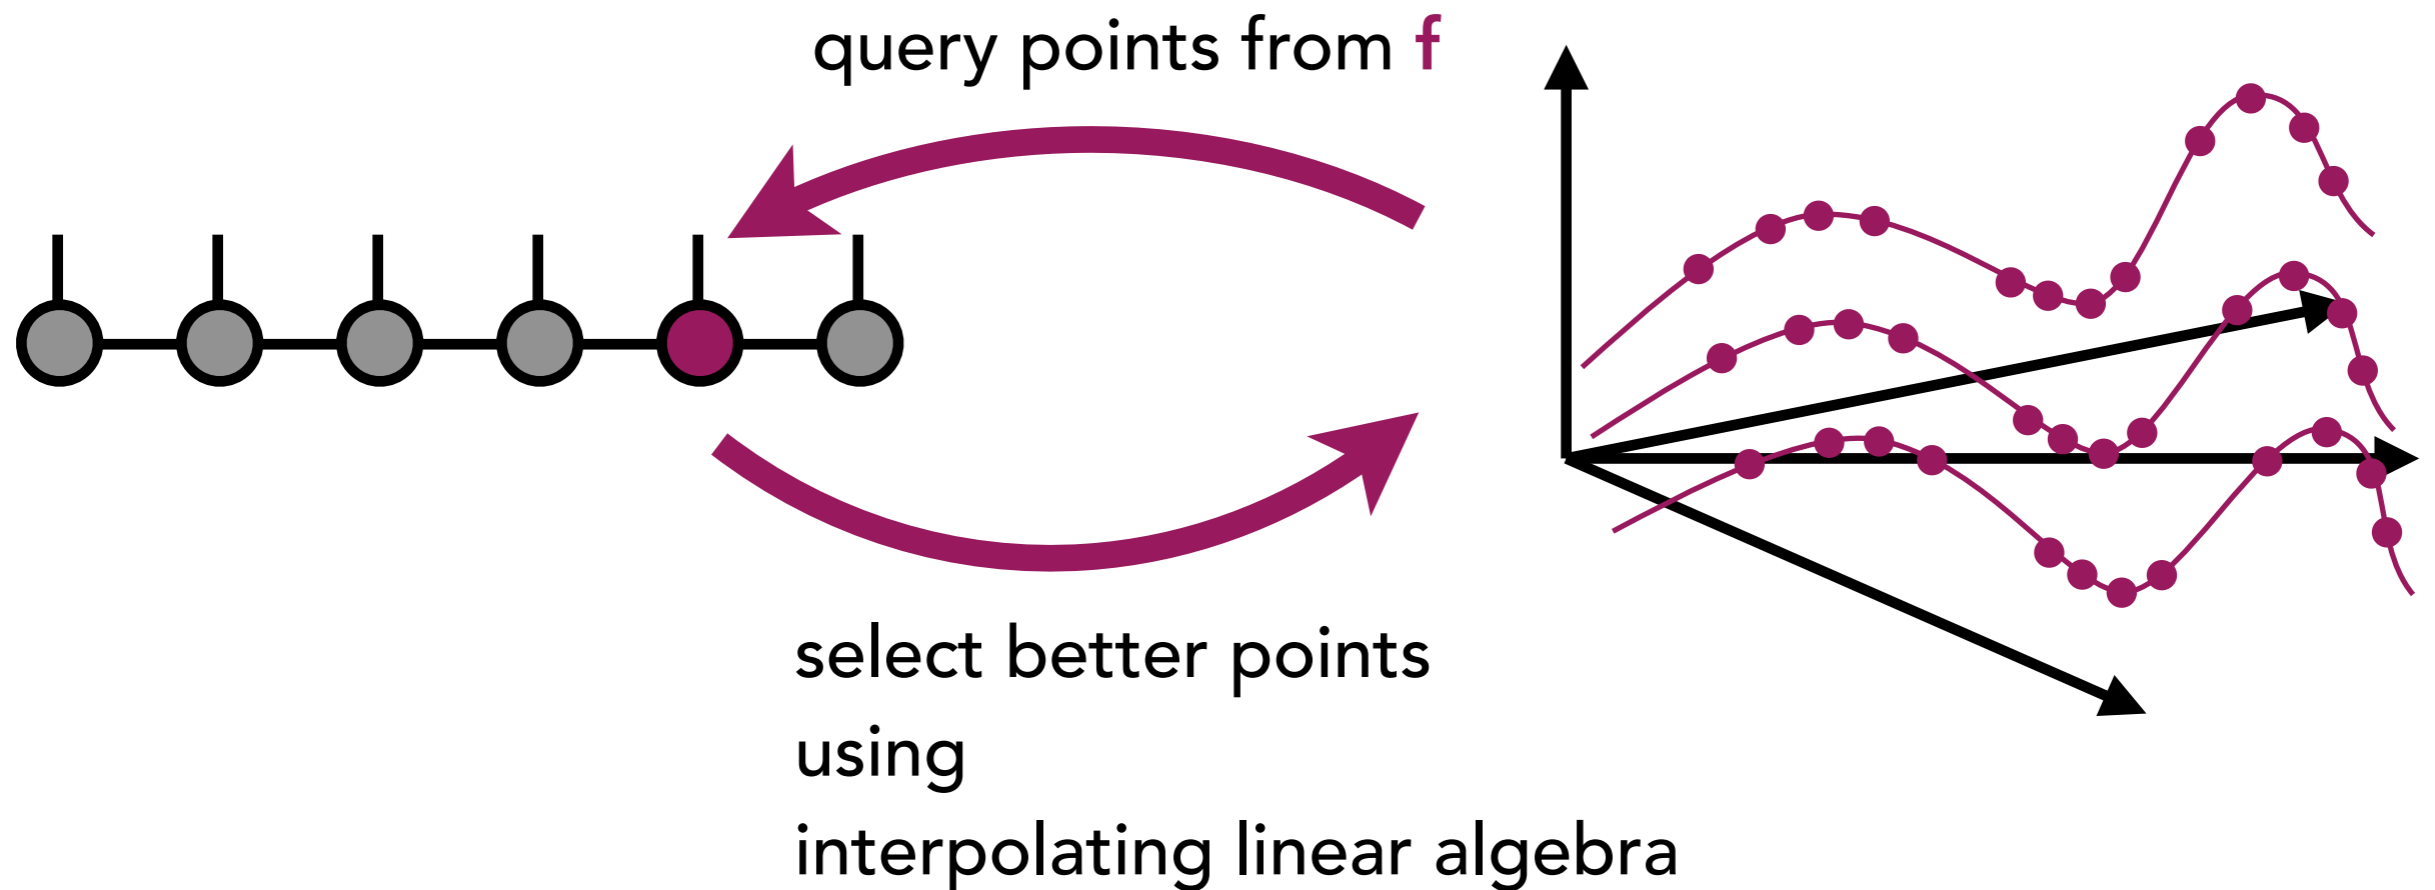 query points from f
select better points
using
interpolating linear algebra